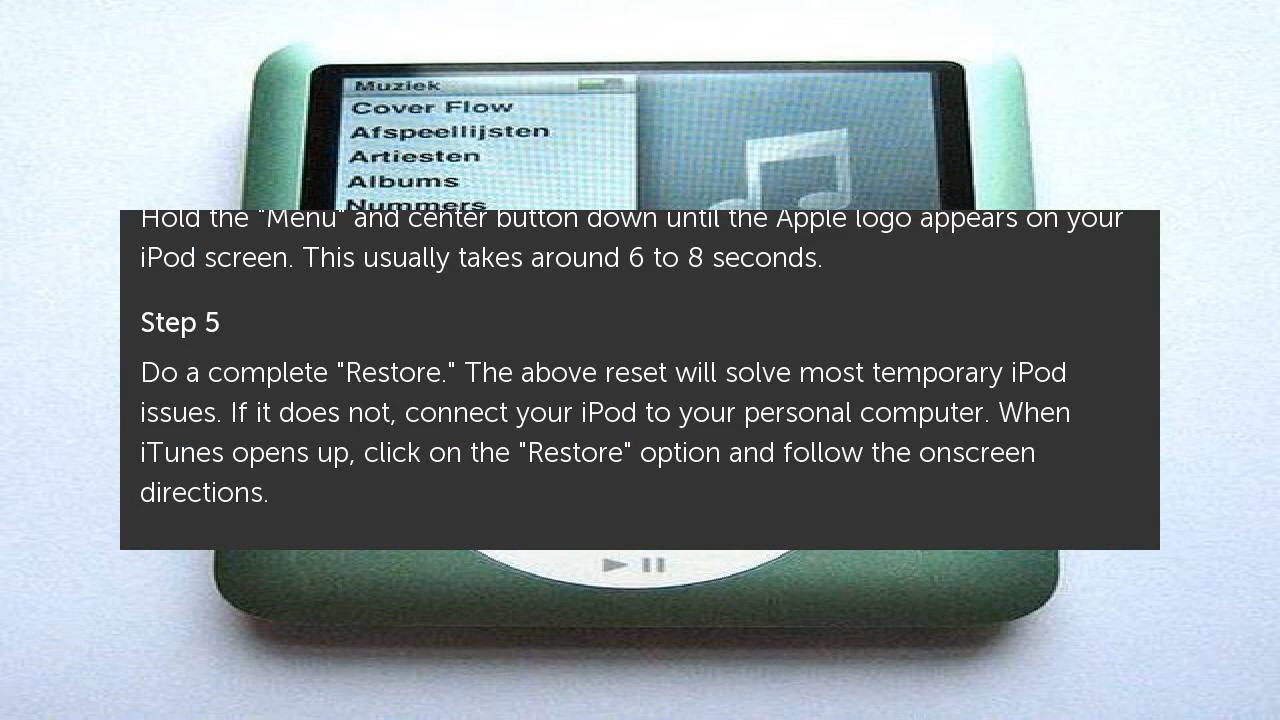 Muziek
Cover Flow
Afspeellijsten
Artiesten
Albums
Nummers
Hold the "Menu" and center button down until the Apple logo appears on your
iPod screen. This usually takes around 6 to 8 seconds.
Step 5
Do a complete "Restore." The above reset will solve most temporary iPod
issues. If it does not, connect your iPod to your personal computer. When
iTunes opens up, click on the "Restore" option and follow the onscreen
directions.